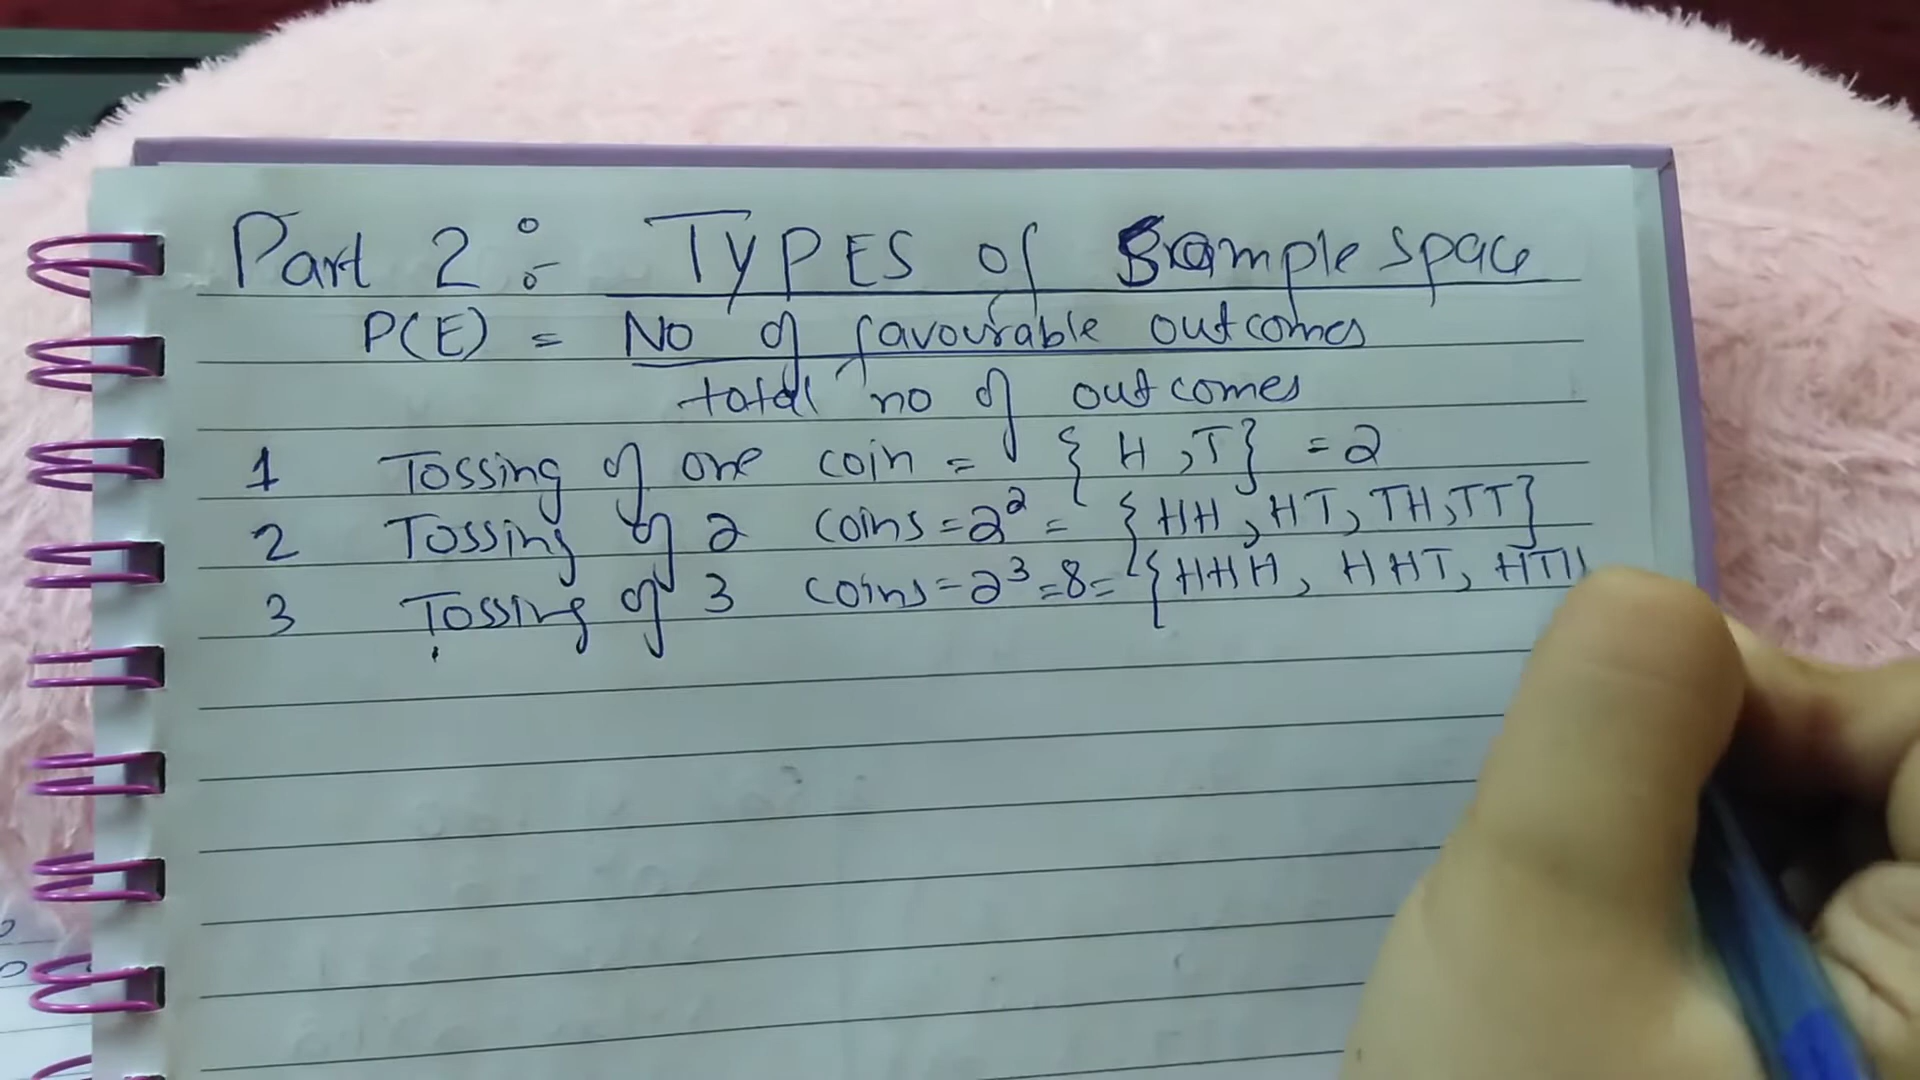 Part 2 : TYPES of Sample space
P(E) = No of favourable outcomes
total no of outcomes
1 Tossing of one coin = { H , T } = 2
2 Tossing of 2 coins = 2² = { HH , HT, TH, TT }
3 Tossing of 3 coins = 2³ = 8 = { HHH , HHT, HTH